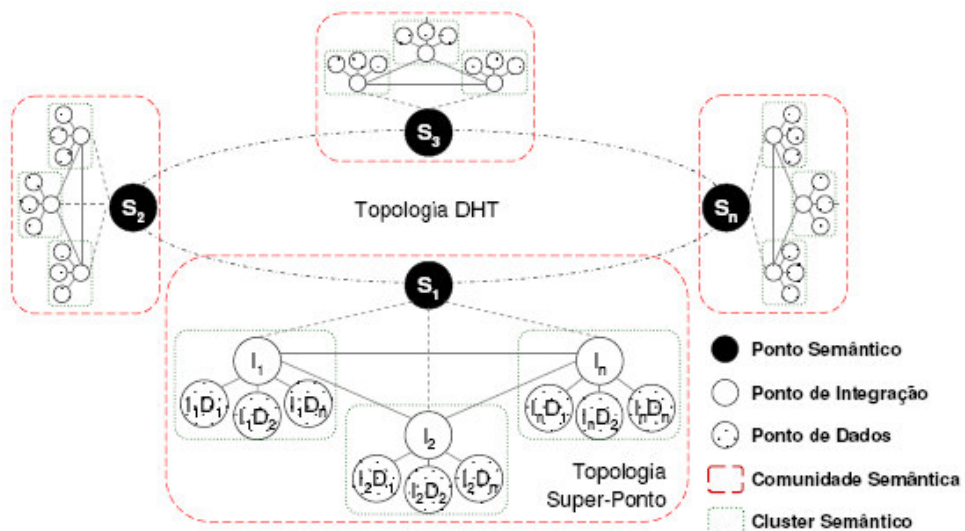 S3
S2
Topologia DHT
Sn
S1
I1
In
I1D1
I1D2
I1Dn
InD1
InD2
InDn
I2
I2D1
I2D2
I2Dn
Topologia
Super-Ponto
Ponto Semântico
Ponto de Integração
Ponto de Dados
Comunidade Semântica
Cluster Semântico